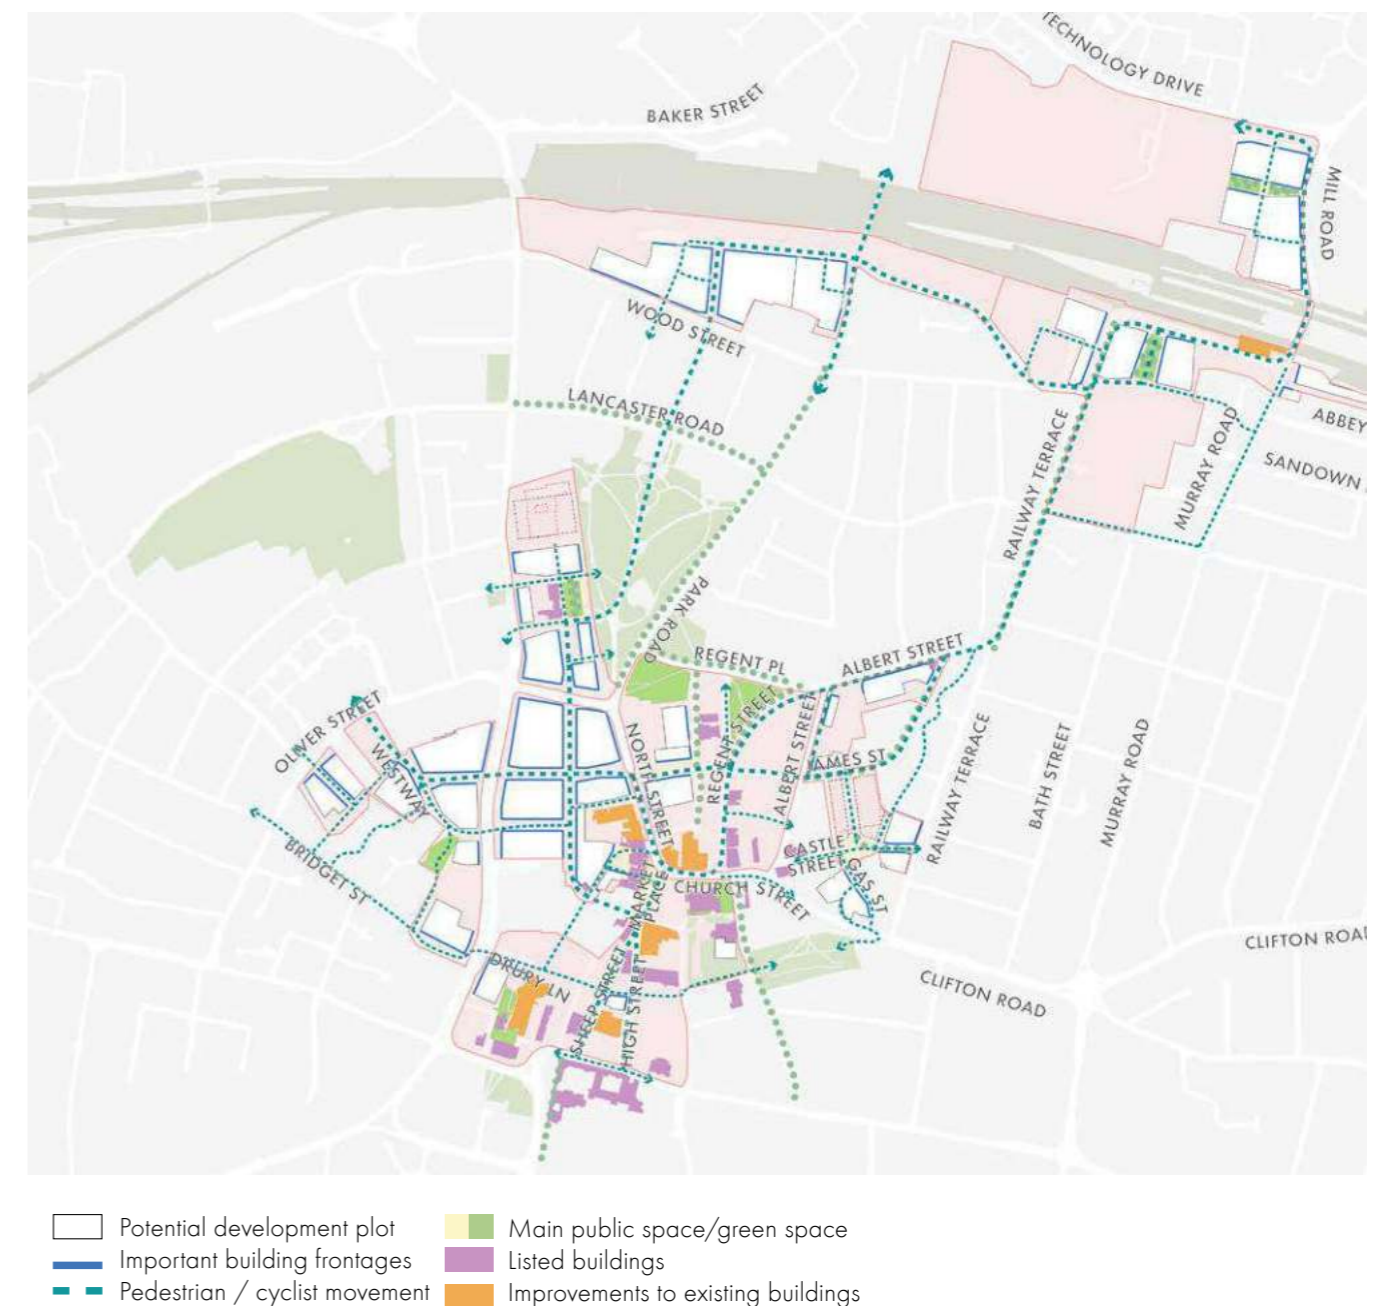 TECHNOLOGY DRIVE
BAKER STREET
MILL ROAD
WOOD STREET
LANCASTER ROAD
ABBEY
RAILWAY TERRACE
MURRAY ROAD
SANDOWN
PARK ROAD
REGENT PL
ALBERT STREET
OLIVER STREET
WESTWAY
NORTH STREET
REGENT STREET
ALBERT STREET
JAMES ST
RAILWAY TERRACE
BATH STREET
MURRAY ROAD
BRIDGET ST
CASTLE
STREET
GAS ST
MARKET
PLACE
CHURCH STREET
CLIFTON ROAD
DRURY LN
SHEEP STREET
HIGH STREET
CLIFTON ROAD
Potential development plot
Main public space/green space
Important building frontages
Listed buildings
Pedestrian / cyclist movement
Improvements to existing buildings